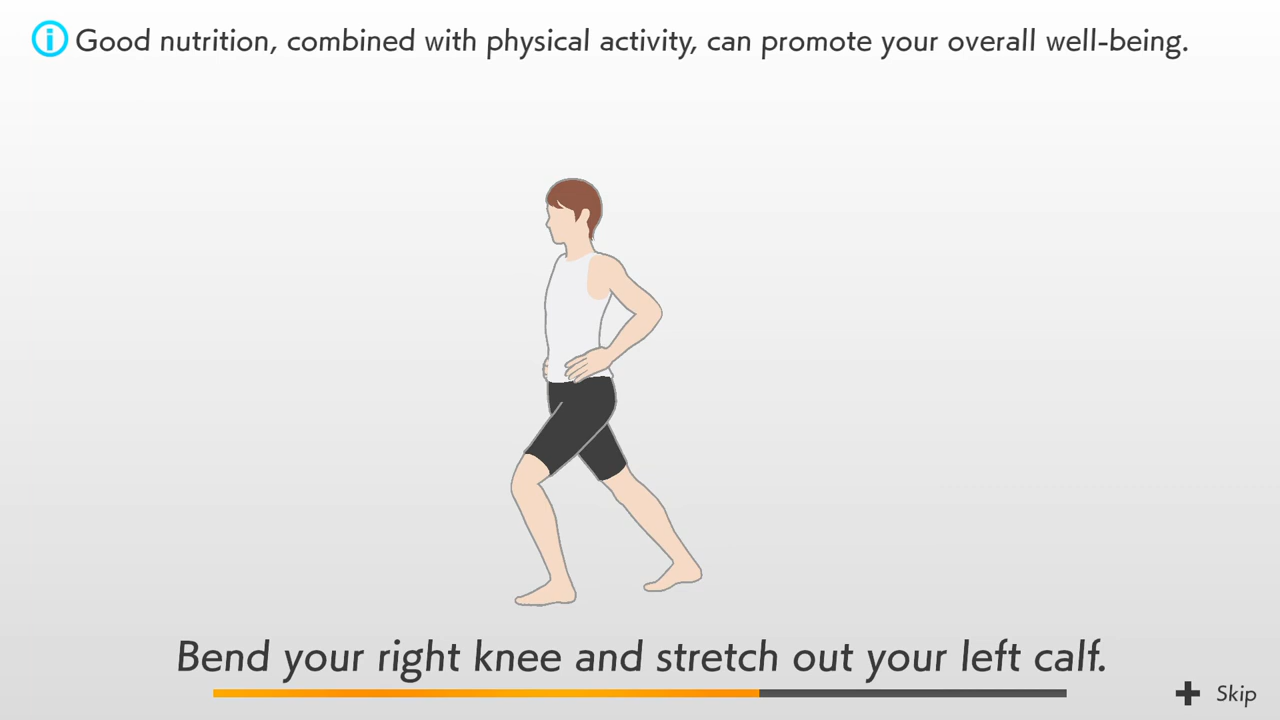 Good nutrition, combined with physical activity, can promote your overall well-being.
Bend your right knee and stretch out your left calf.
Skip